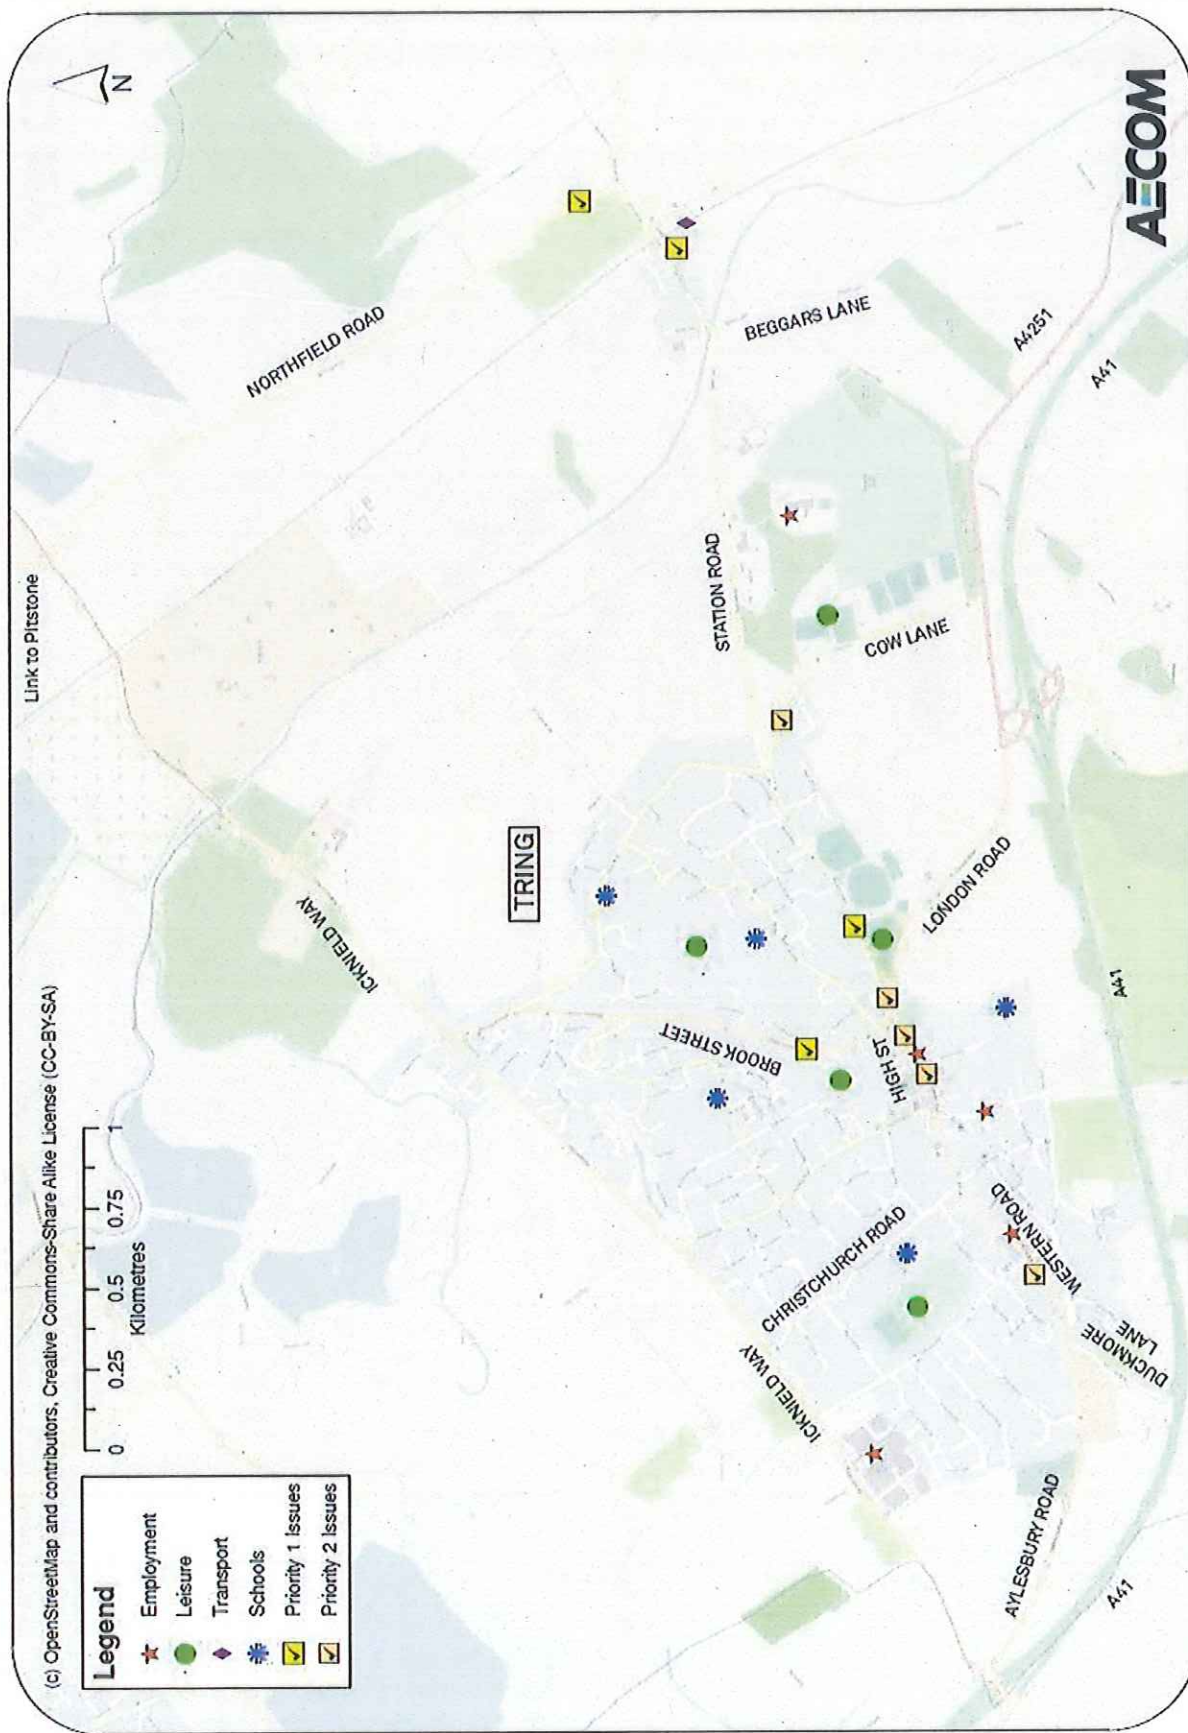 (c) OpenStreetMap and contributors, Creative Commons-Share Alike License (CC-BY-SA)
Link to Pitstone
N
0 0.25 0.5 0.75 1
Kilometres
Legend
Employment
Leisure
Transport
Schools
Priority 1 Issues
Priority 2 Issues
NORTHFIELD ROAD
ICKNIELD WAY
TRING
BROOK STREET
STATION ROAD
BEGGARS LANE
COW LANE
A4251
A41
LONDON ROAD
HIGH ST
CHRISTCHURCH ROAD
ICKNIELD WAY
WESTERN ROAD
DUCKMORE
LANE
AYLESBURY ROAD
A41
A41
AECOM